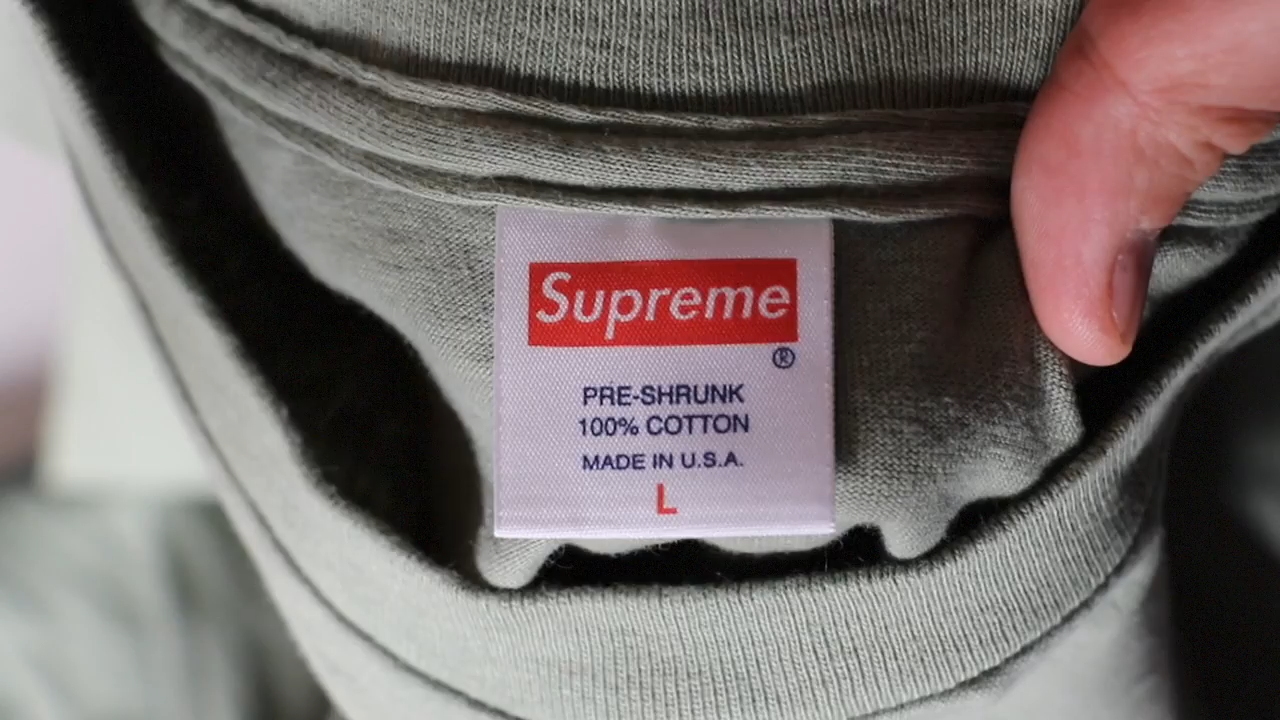 Supreme
®
PRE-SHRUNK
100% COTTON
MADE IN U.S.A.
L